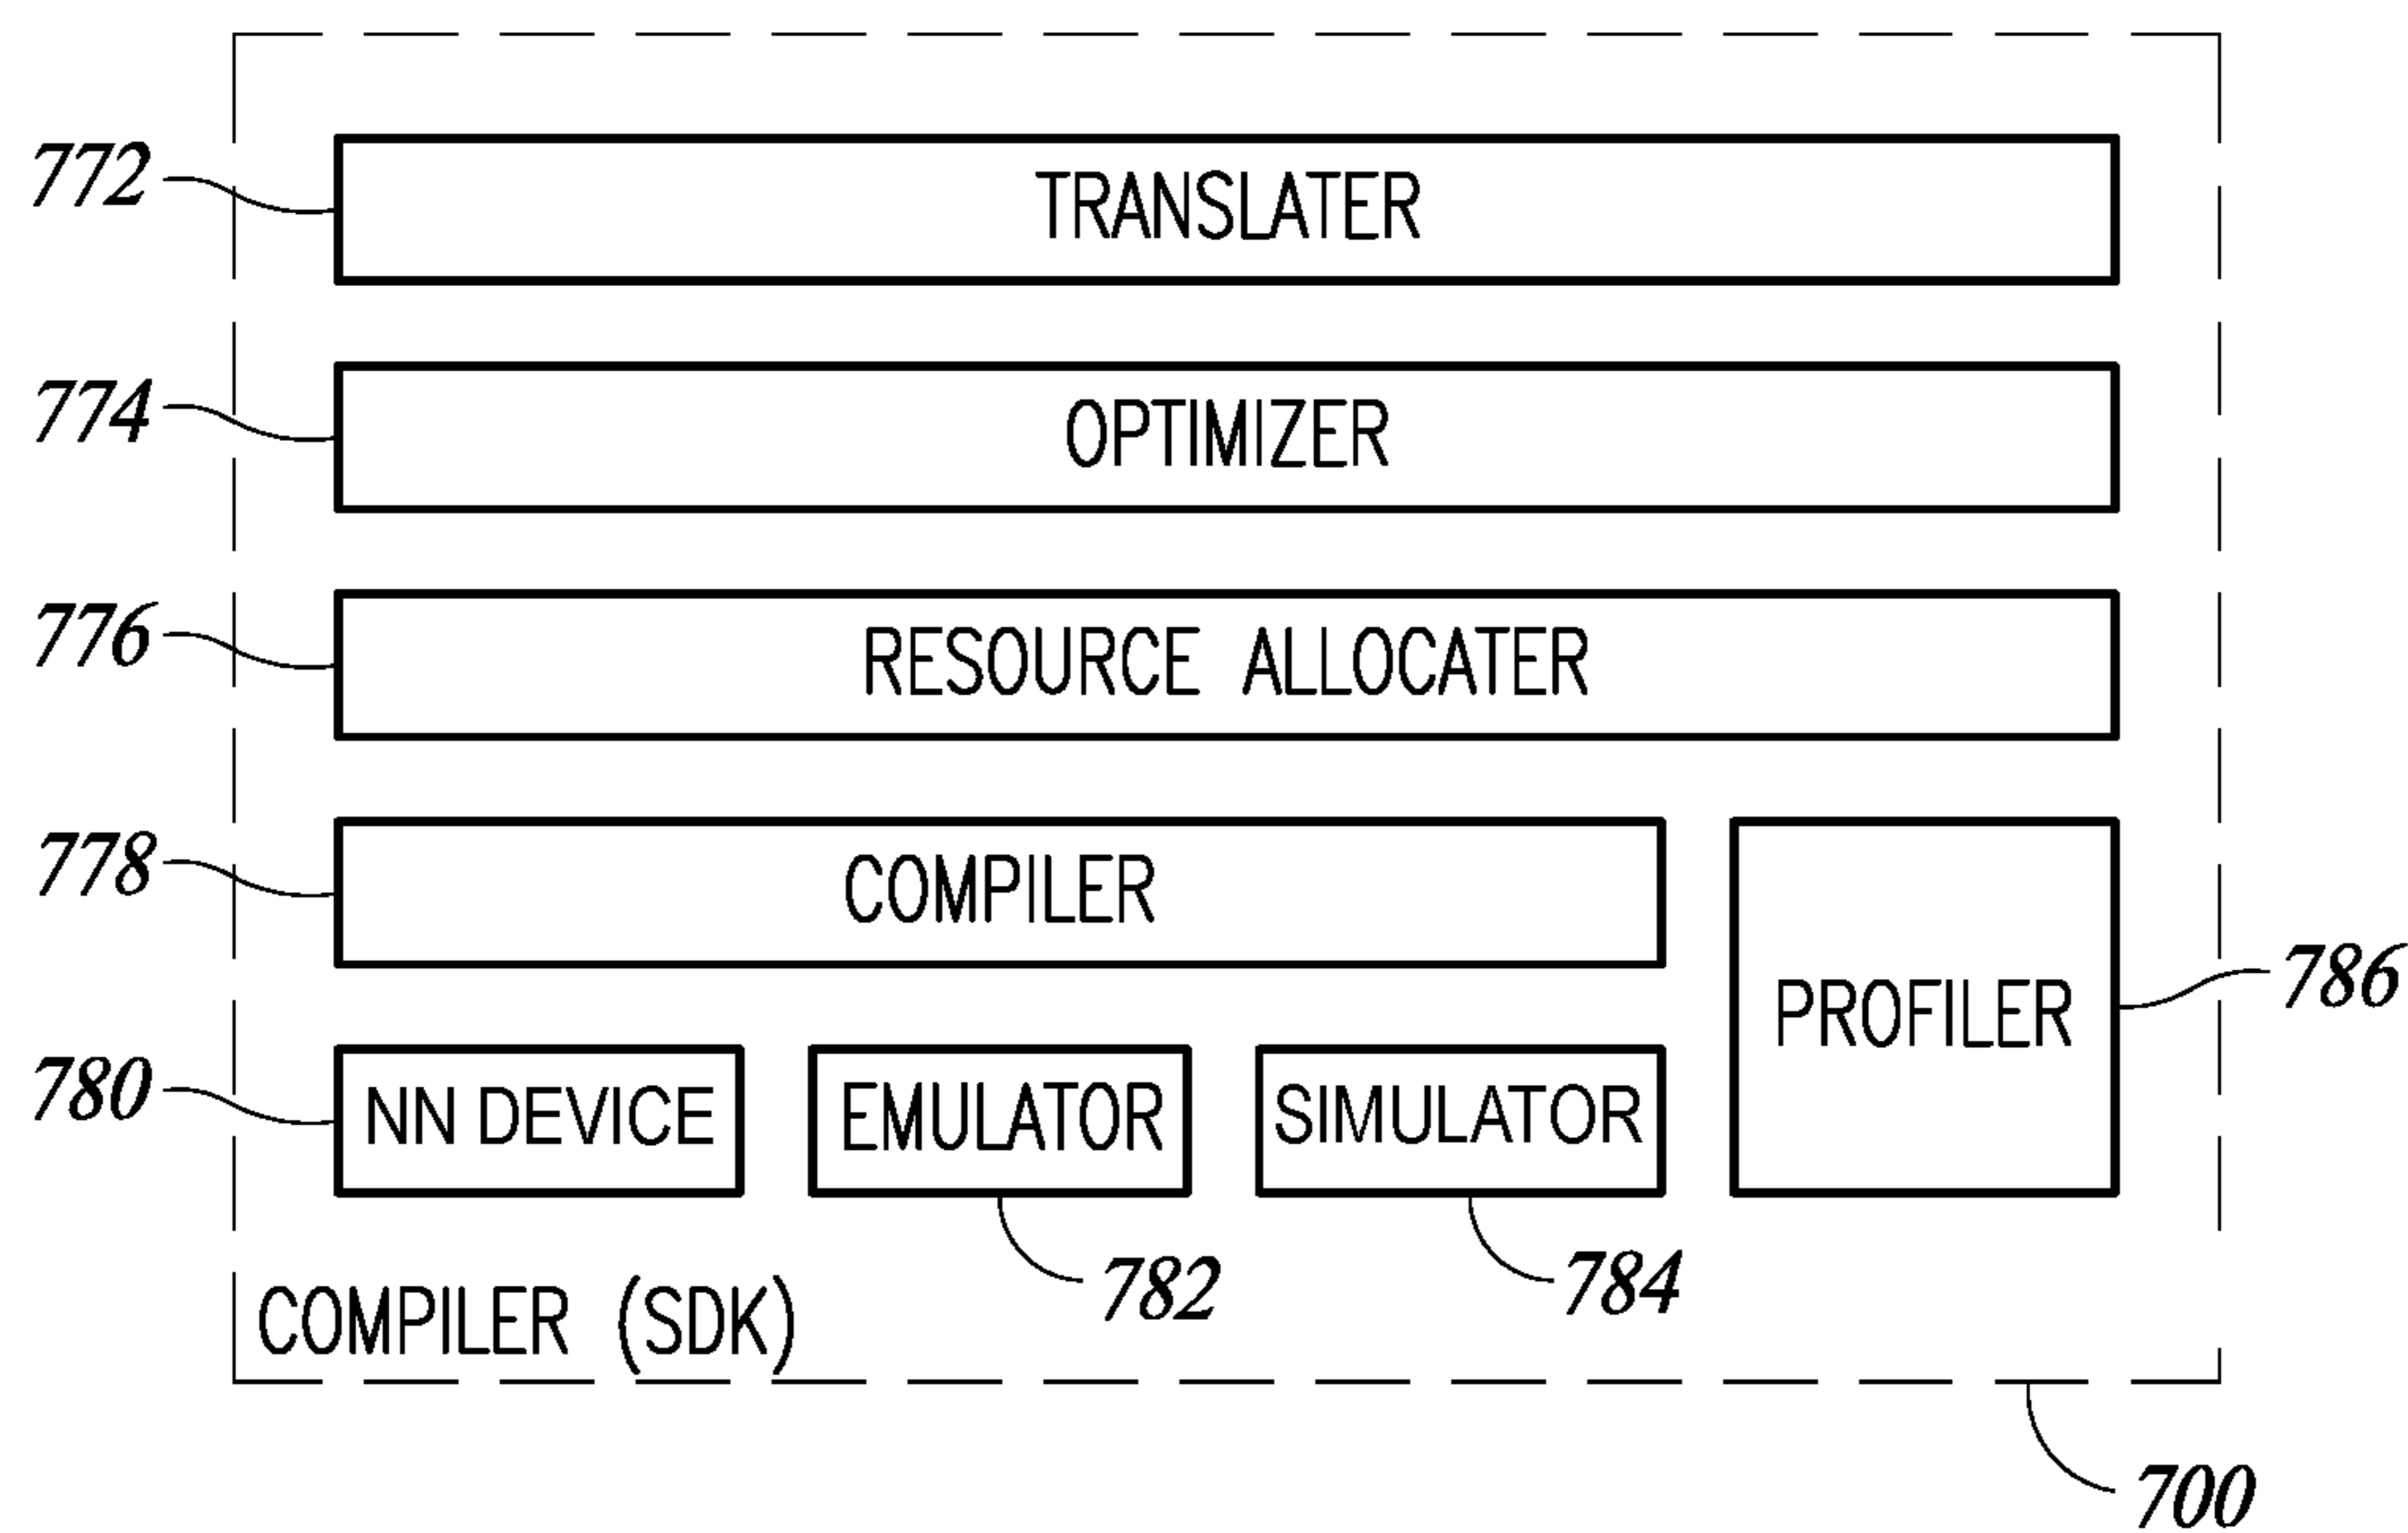 772
TRANSLATER
774
OPTIMIZER
776
RESOURCE ALLOCATER
778
COMPILER
PROFILER
786
780
NN DEVICE
EMULATOR
SIMULATOR
782
784
COMPILER (SDK)
700